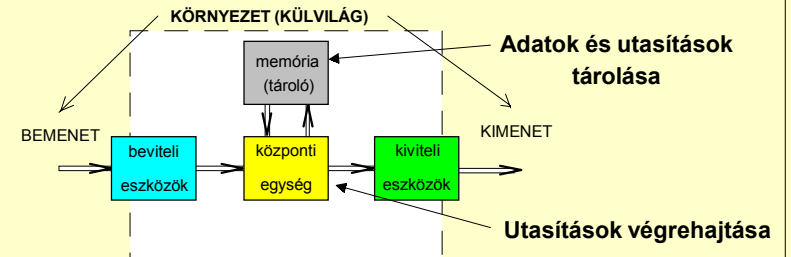 KÖRNYEZET (KÜLVILÁG)
Adatok és utasítások
tárolása
memória
(tároló)
BEMENET
KIMENET
beviteli
eszközök
központi
egység
kiviteli
eszközök
Utasítások végrehajtása